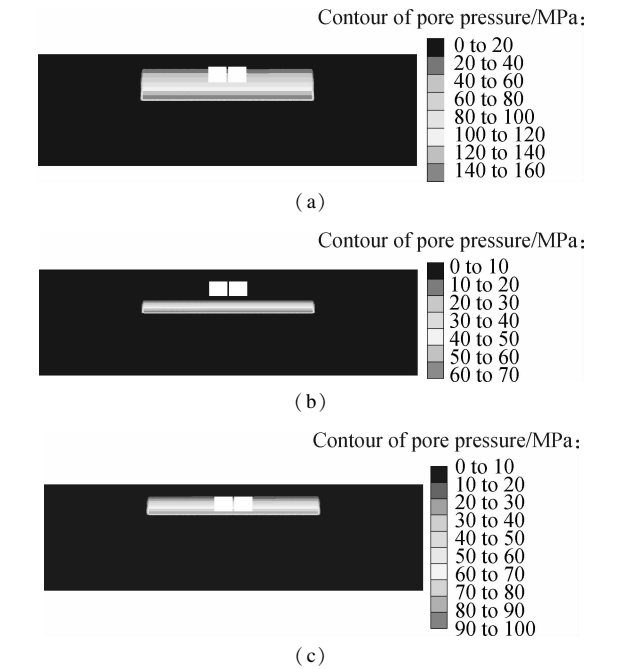 Contour of pore pressure/MPa:
0 to 20
20 to 40
40 to 60
60 to 80
80 to 100
100 to 120
120 to 140
140 to 160
(a)
Contour of pore pressure/MPa:
0 to 10
10 to 20
20 to 30
30 to 40
40 to 50
50 to 60
60 to 70
(b)
Contour of pore pressure/MPa:
0 to 10
10 to 20
20 to 30
30 to 40
40 to 50
50 to 60
60 to 70
70 to 80
80 to 90
90 to 100
(c)